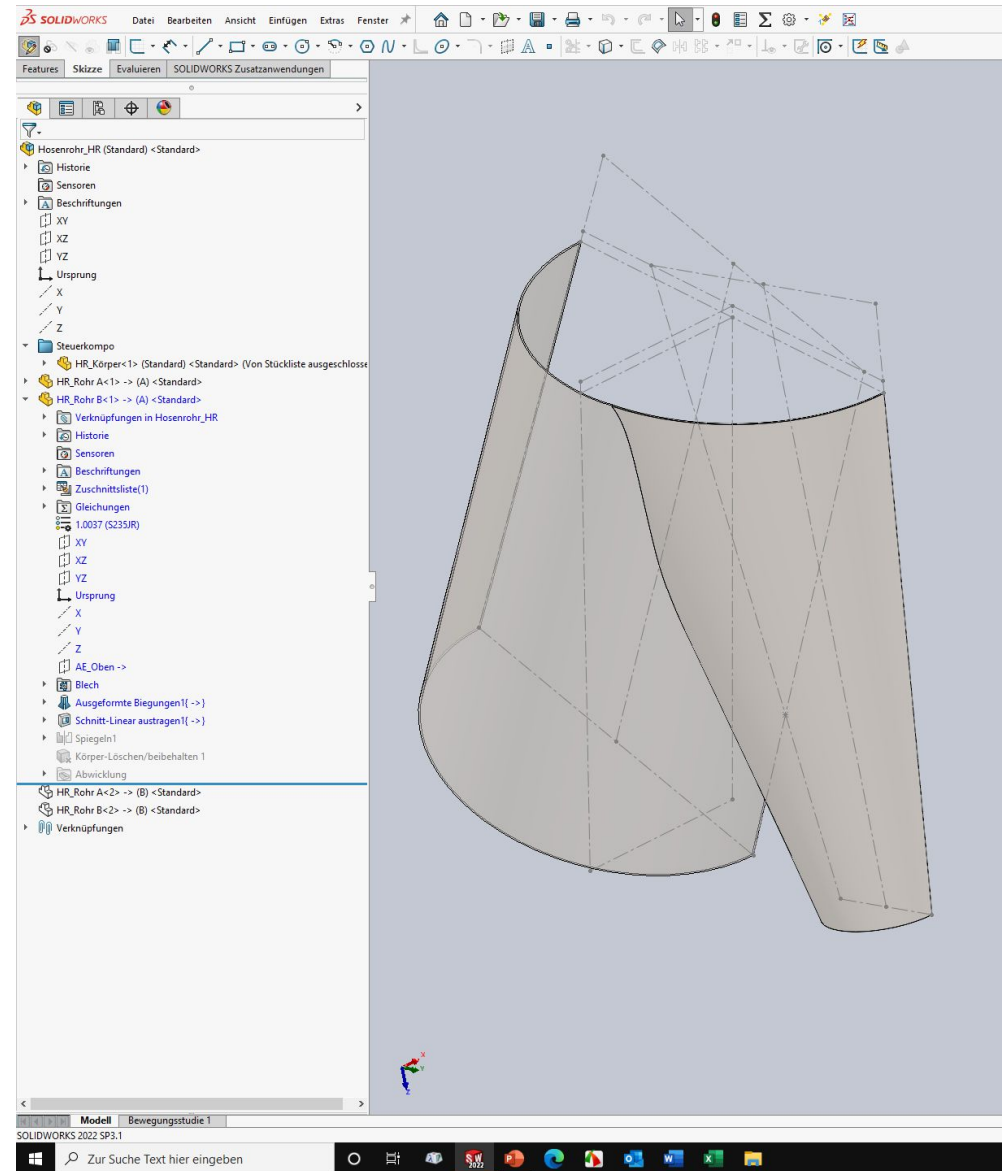 SOLIDWORKS Datei Bearbeiten Ansicht Einfügen Extras Fenster
Features Skizze Evaluieren SOLIDWORKS Zusatzanwendungen
Hosenrohr_HR (Standard) <Standard>
Historie
Sensoren
Beschriftungen
XY
XZ
YZ
Ursprung
X
Y
Z
Steuerkompo
HR_Körper<1> (Standard) <Standard> (Von Stückliste ausgeschlosse
HR_Rohr A<1> -> (A) <Standard>
HR_Rohr B<1> -> (A) <Standard>
Verknüpfungen in Hosenrohr_HR
Historie
Sensoren
Beschriftungen
Zuschnittsliste(1)
Gleichungen
1.0037 (S235JR)
XY
XZ
YZ
Ursprung
X
Y
Z
AE_Oben ->
Blech
Ausgeformte Biegungen1{ ->}
Schnitt-Linear austragen1{ ->}
Spiegeln1
Körper-Löschen/beibehalten 1
Abwicklung
HR_Rohr A<2> -> (B) <Standard>
HR_Rohr B<2> -> (B) <Standard>
Verknüpfungen
X
Y
Z
Modell Bewegungsstudie 1
SOLIDWORKS 2022 SP3.1
Zur Suche Text hier eingeben